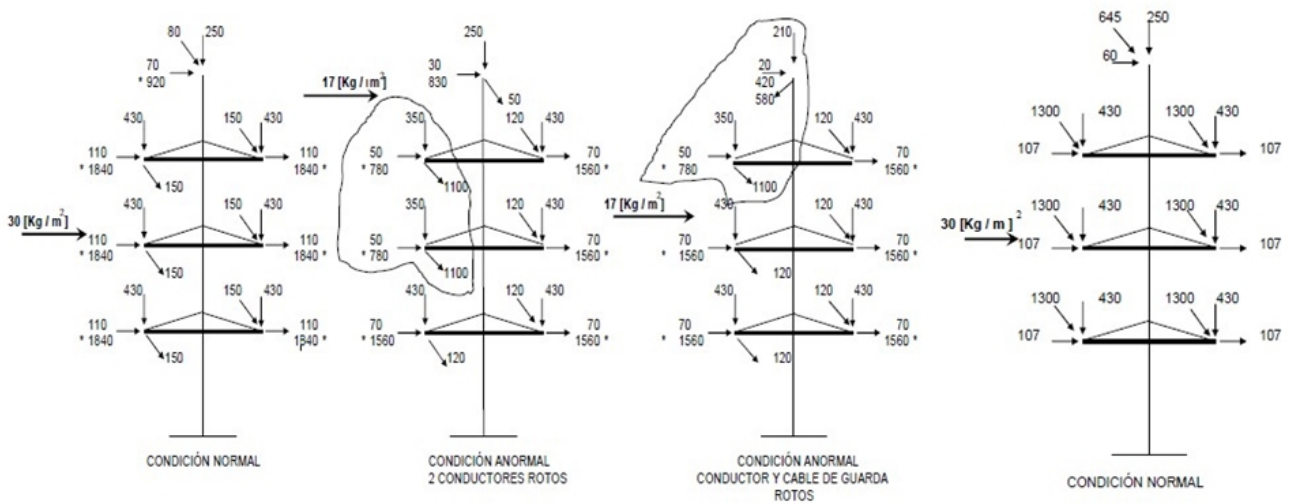 80 250
70
* 920
430 150 430
110 110
* 1840 1840 *
150
30 [Kg / m²]
430 150 430
110 110
* 1840 1840 *
150
430 150 430
110 110
* 1840 1840 *
150
CONDICIÓN NORMAL
250
30
830
50
17 [Kg / m²]
350 120 430
50 70
* 780 1560 *
1100
350 120 430
50 70
* 780 1560 *
1100
430 120 430
70 70
* 1560 1560 *
120
CONDICIÓN ANORMAL
2 CONDUCTORES ROTOS
210
20
420
580
350 120 430
50 70
* 780 1560 *
1100
17 [Kg / m²]
430 120 430
70 70
* 1560 1560 *
120
430 120 430
70 70
* 1560 1560 *
120
CONDICIÓN ANORMAL
CONDUCTOR Y CABLE DE GUARDA
ROTOS
645 250
60
1300 430 1300 430
107 107
30 [Kg / m ] ²
1300 430 1300 430
107 107
1300 430 1300 430
107 107
CONDICIÓN NORMAL